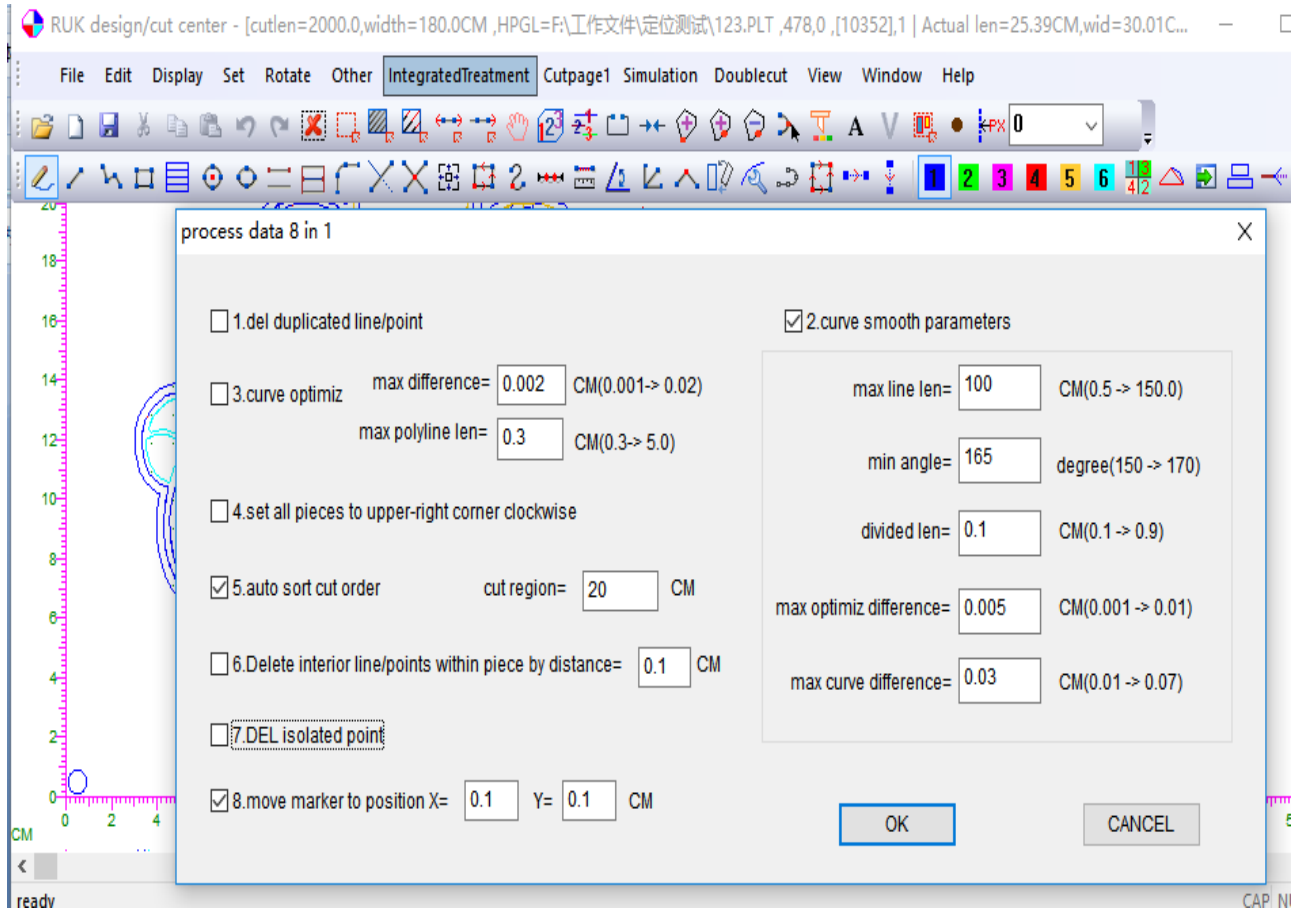 RUK design/cut center - [cutlen=2000.0,width=180.0CM ,HPGL=F:\工作文件\定位测试\123.PLT ,478,0 ,[10352],1 | Actual len=25.39CM,wid=30.01C...
File Edit Display Set Rotate Other IntegratedTreatment Cutpage1 Simulation Doublecut View Window Help
PX 0
1 2 3 4 5 6
process data 8 in 1
1.del duplicated line/point
2.curve smooth parameters
3.curve optimiz
max difference= 0.002 CM(0.001-> 0.02)
max polyline len= 0.3 CM(0.3-> 5.0)
max line len= 100 CM(0.5 -> 150.0)
min angle= 165 degree(150 -> 170)
4.set all pieces to upper-right corner clockwise
divided len= 0.1 CM(0.1 -> 0.9)
5.auto sort cut order cut region= 20 CM
max optimiz difference= 0.005 CM(0.001 -> 0.01)
6.Delete interior line/points within piece by distance= 0.1 CM
max curve difference= 0.03 CM(0.01 -> 0.07)
7.DEL isolated point
8.move marker to position X= 0.1 Y= 0.1 CM
OK CANCEL
20
18
16
14
12
10
8
6
4
2
0
CM 0 2 4
ready CAP